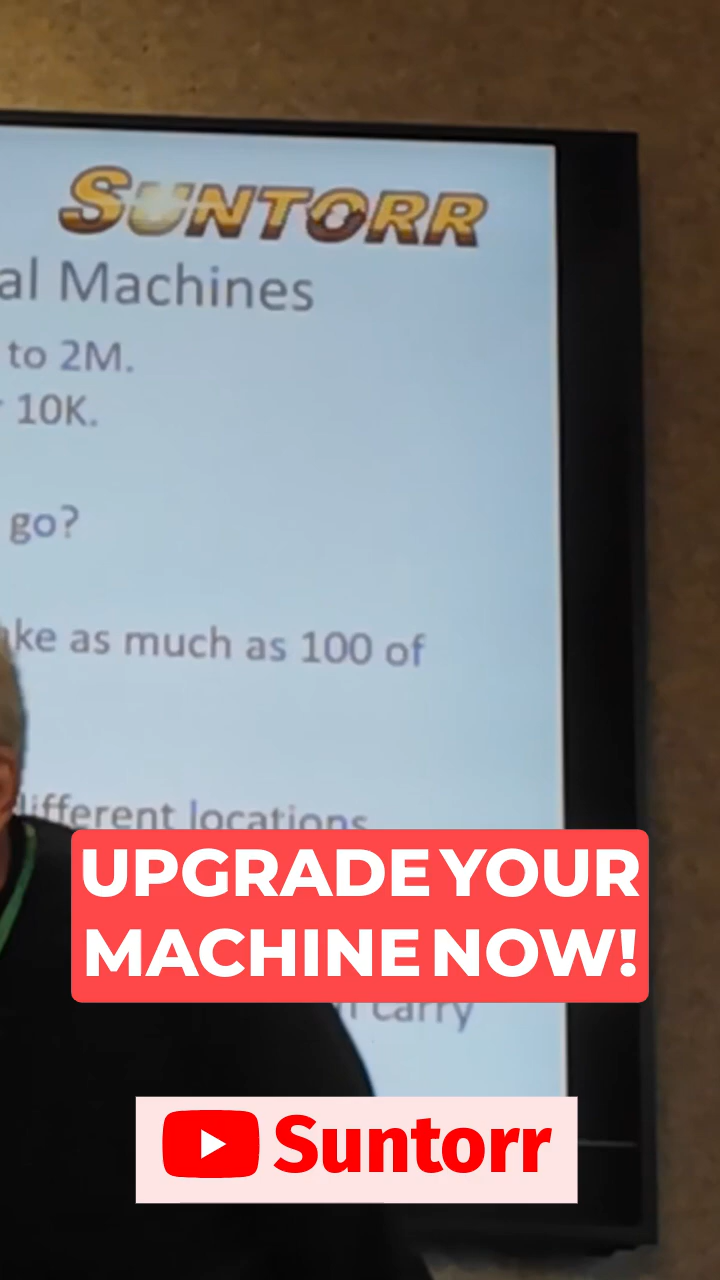 SUNTORR
al Machines
to 2M.
10K.
go?
ke as much as 100 of
different locations
UPGRADE YOUR
MACHINE NOW!
carry
Suntorr